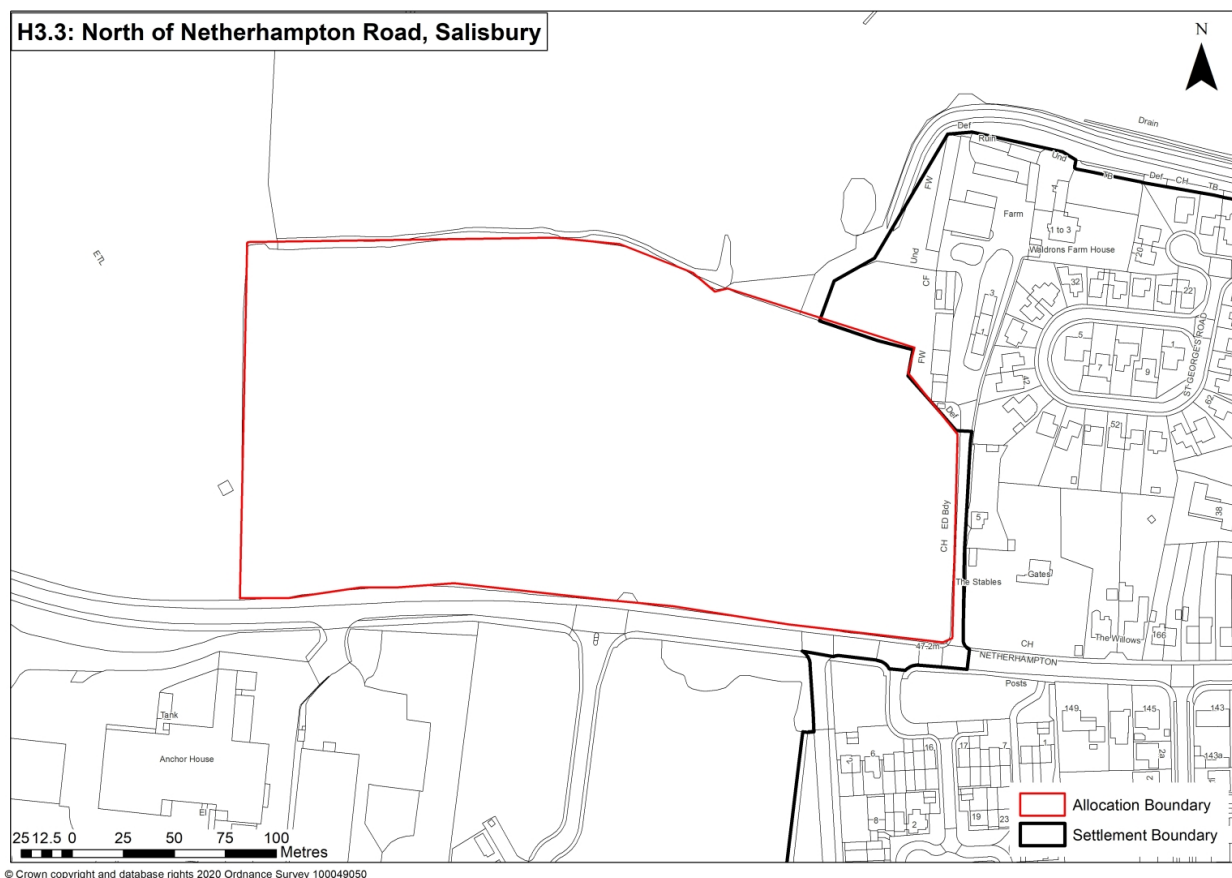 H3.3: North of Netherhampton Road, Salisbury
N
Drain
Def
Ruin
Und
TB
Def
CH
TB
FW
4
Farm
1 to 3
Waldrons Farm House
20
ETL
Und
CF
32
22
3
1
5
7
9
1
ST GEORGE'S ROAD
FW
42
62
Def
52
ED Bdy
CH
5
38
The Stables
Gates
The Willows
166
47.2m
CH
NETHERHAMPTON
Posts
Tank
Anchor House
El
149
145
143
2a
143a
2
6
16
17
7
1
8
2
19
23
Allocation Boundary
Settlement Boundary
25 12.5 0 25 50 75 100
Metres
© Crown copyright and database rights 2020 Ordnance Survey 100049050